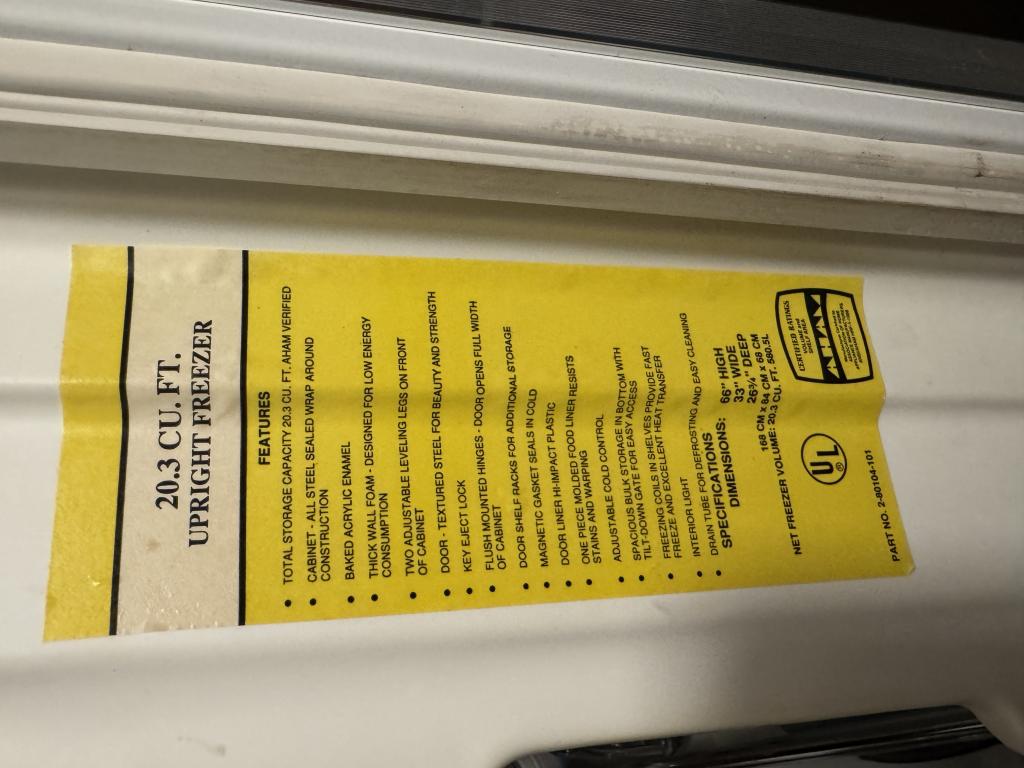 20.3 CU. FT.
UPRIGHT FREEZER
FEATURES
• TOTAL STORAGE CAPACITY 20.3 CU. FT. AHAM VERIFIED
• CABINET - ALL STEEL SEALED WRAP AROUND
CONSTRUCTION
• BAKED ACRYLIC ENAMEL
• THICK WALL FOAM - DESIGNED FOR LOW ENERGY
CONSUMPTION
• TWO ADJUSTABLE LEVELING LEGS ON FRONT
OF CABINET
• DOOR - TEXTURED STEEL FOR BEAUTY AND STRENGTH
• KEY EJECT LOCK
• FLUSH MOUNTED HINGES - DOOR OPENS FULL WIDTH
OF CABINET
• DOOR SHELF RACKS FOR ADDITIONAL STORAGE
• MAGNETIC GASKET SEALS IN COLD
• DOOR LINER HI-IMPACT PLASTIC
• ONE PIECE MOLDED FOOD LINER RESISTS
STAINS AND WARPING
• ADJUSTABLE COLD CONTROL
• SPACIOUS BULK STORAGE IN BOTTOM WITH
TILT-DOWN GATE FOR EASY ACCESS
• FREEZING COILS IN SHELVES PROVIDE FAST
FREEZE AND EXCELLENT HEAT TRANSFER
• INTERIOR LIGHT
• DRAIN TUBE FOR DEFROSTING AND EASY CLEANING
SPECIFICATIONS
DIMENSIONS: 66" HIGH
33" WIDE
26¾" DEEP
168 CM X 84 CM X 68 CM
NET FREEZER VOLUME: 20.3 CU. FT. 580.5L
UL
®
CERTIFIED RATINGS
VOLUME and
SHELF AREA
AHAM
PART NO. 2-80104-101